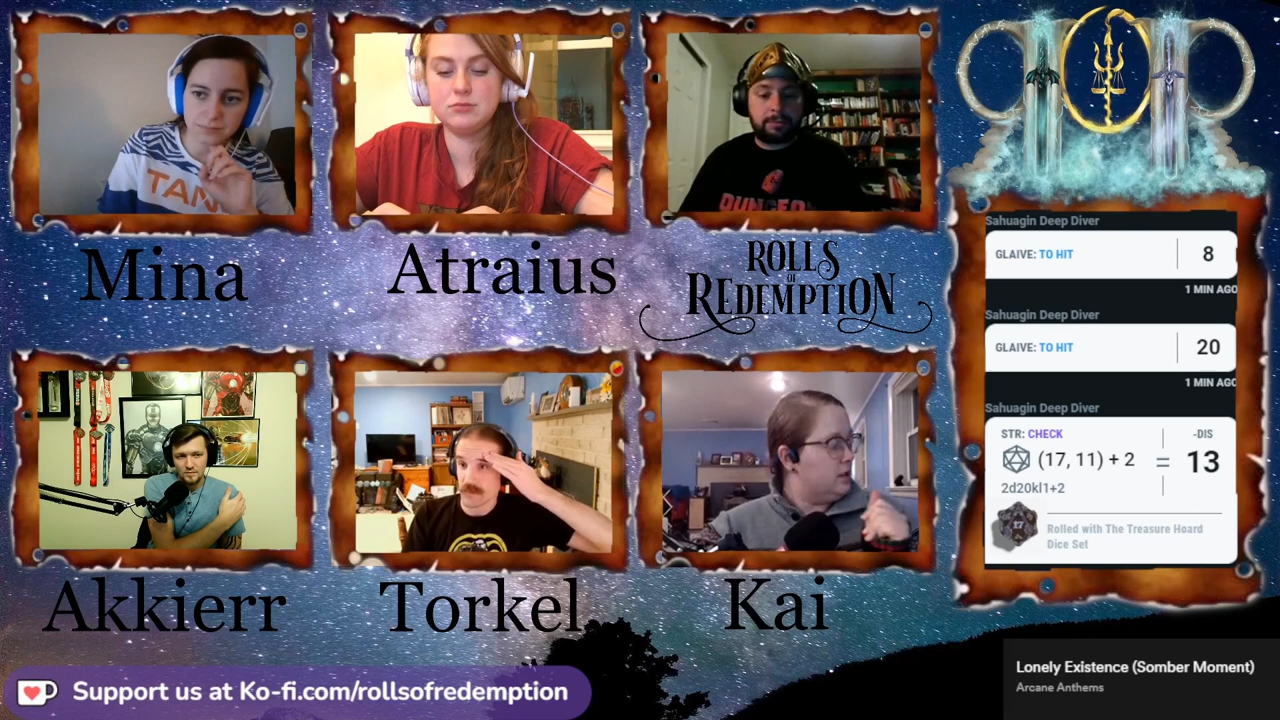 TAN
DUNGEO
Mina
Atraius
ROLLS
OF
REDEMPTION
Akkierr
Torkel
Kai
Sahuagin Deep Diver
GLAIVE: TO HIT
8
1 MIN AGO
Sahuagin Deep Diver
GLAIVE: TO HIT
20
1 MIN AGO
Sahuagin Deep Diver
STR: CHECK
-DIS
(17, 11) + 2 = 13
2d20kl1+2
17
Rolled with The Treasure Hoard
Dice Set
Support us at Ko-fi.com/rollsofredemption
Lonely Existence (Somber Moment)
Arcane Anthems